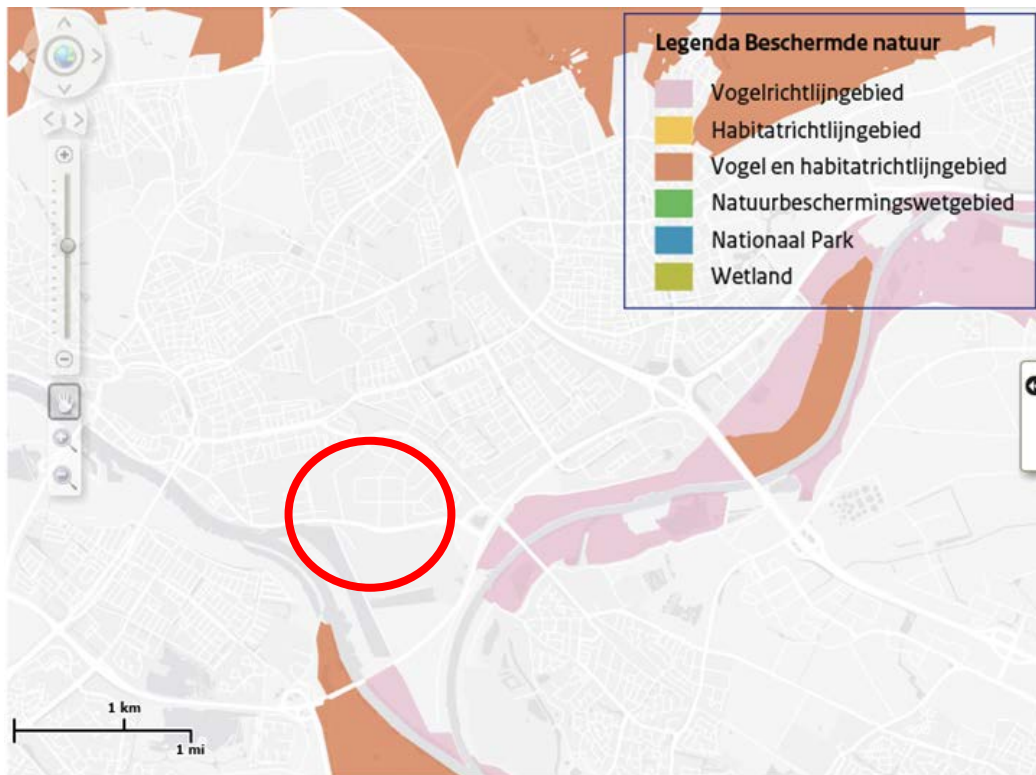 Legenda Beschermde natuur
Vogelrichtlijngebied
Habitatrichtlijngebied
Vogel en habitatrichtlijngebied
Natuurbeschermingswetgebied
Nationaal Park
Wetland
1 km
1 mi